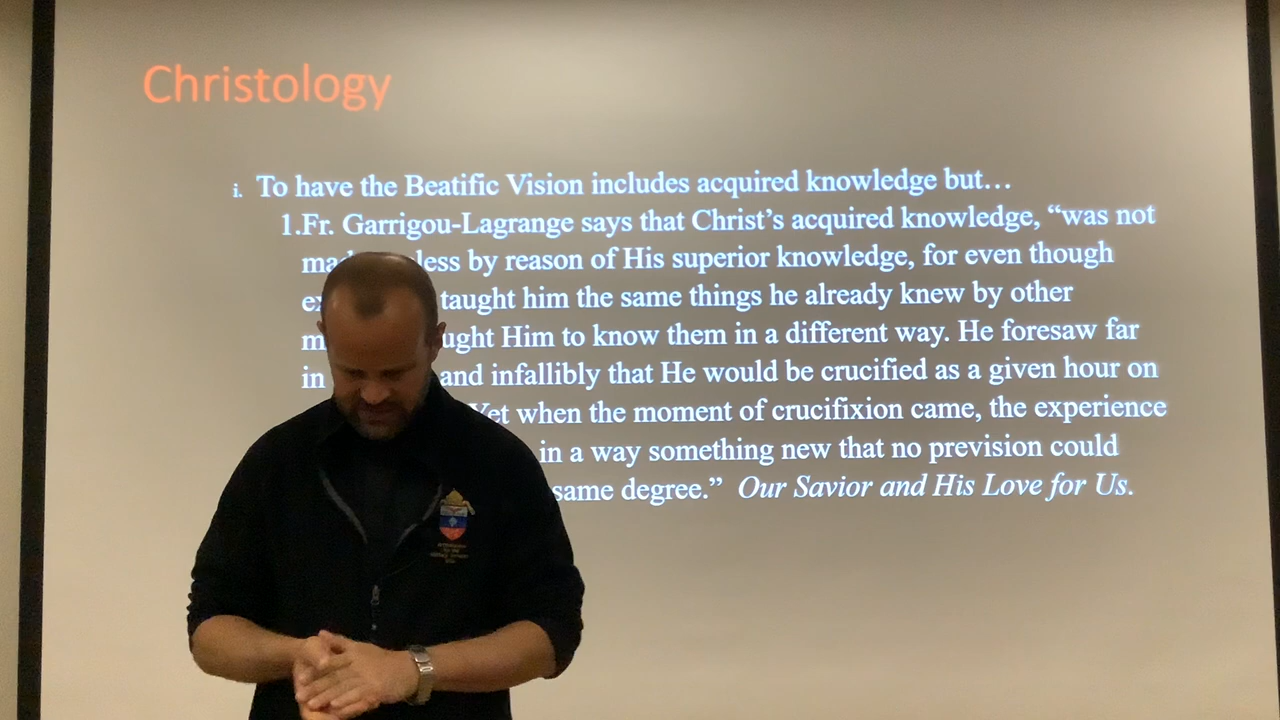 Christology
i. To have the Beatific Vision includes acquired knowledge but…
1.Fr. Garrigou-Lagrange says that Christ’s acquired knowledge, “was not
less by reason of His superior knowledge, for even though
taught him the same things he already knew by other
Him to know them in a different way. He foresaw far
in and infallibly that He would be crucified as a given hour on
Yet when the moment of crucifixion came, the experience
in a way something new that no prevision could
same degree.” Our Savior and His Love for Us.